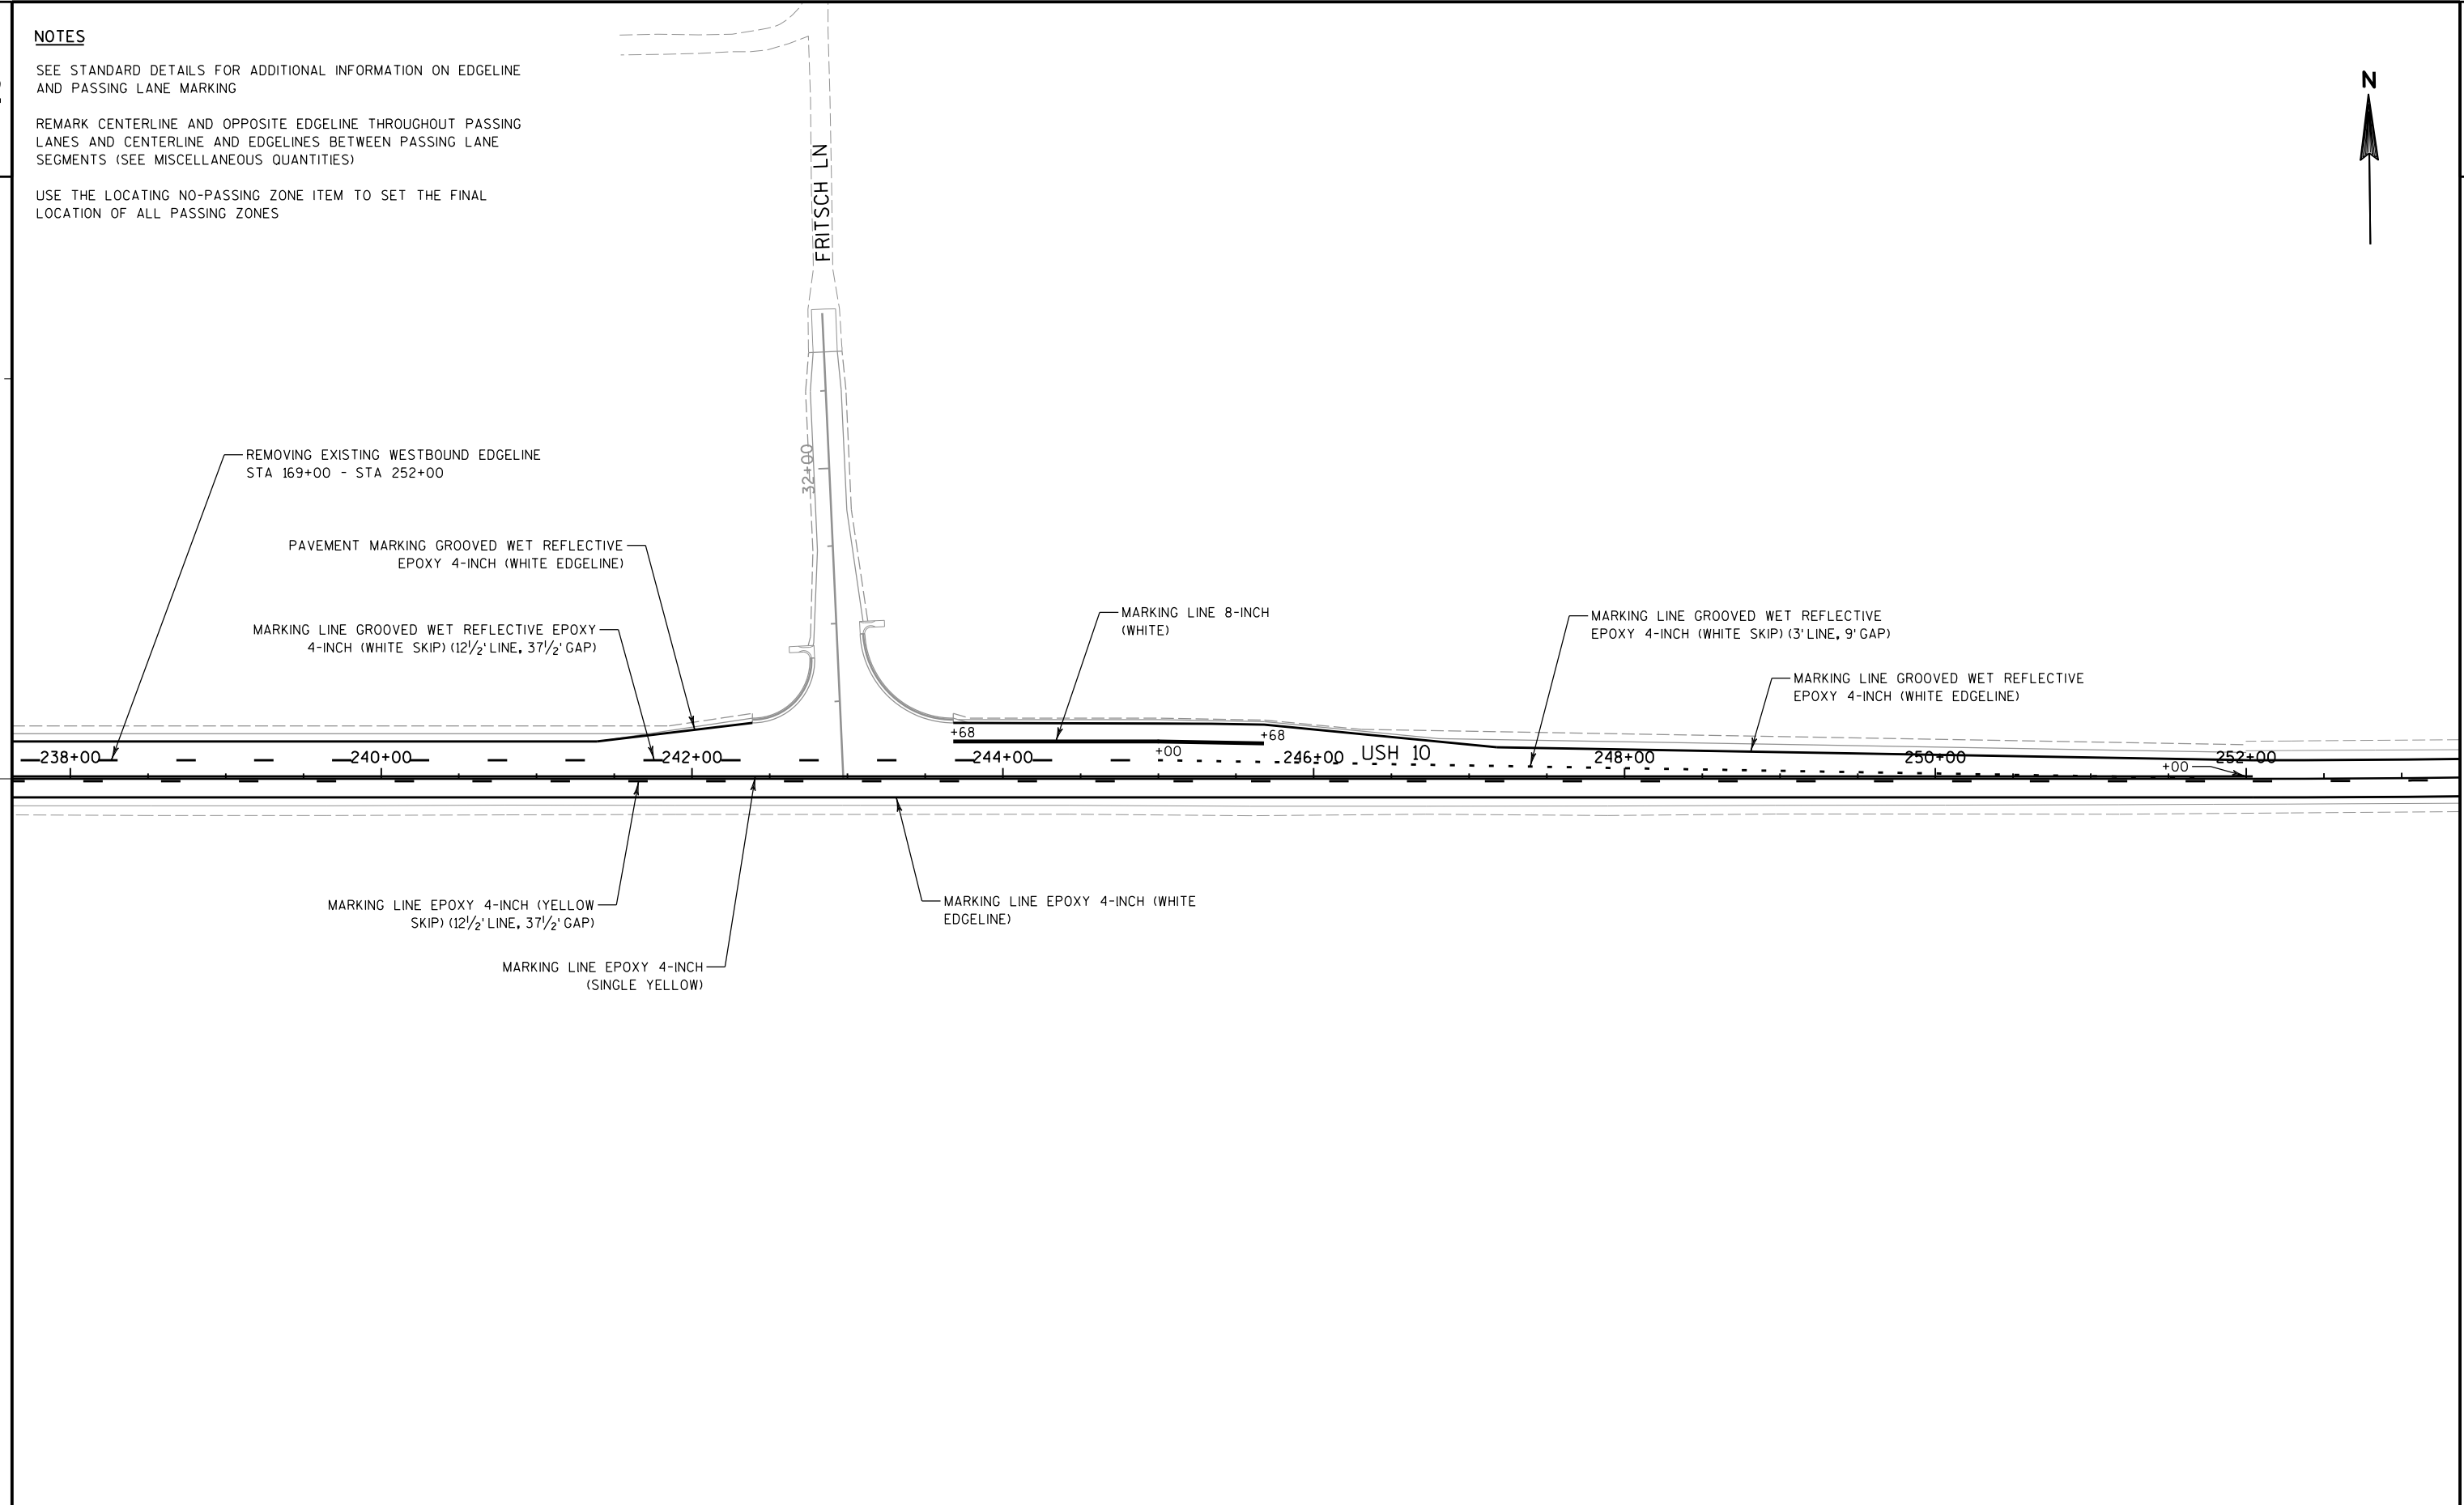 NOTES
SEE STANDARD DETAILS FOR ADDITIONAL INFORMATION ON EDGELINE
AND PASSING LANE MARKING
REMARK CENTERLINE AND OPPOSITE EDGELINE THROUGHOUT PASSING
LANES AND CENTERLINE AND EDGELINES BETWEEN PASSING LANE
SEGMENTS (SEE MISCELLANEOUS QUANTITIES)
USE THE LOCATING NO-PASSING ZONE ITEM TO SET THE FINAL
LOCATION OF ALL PASSING ZONES
N
FRITSCH LN
32+00
REMOVING EXISTING WESTBOUND EDGELINE
STA 169+00 - STA 252+00
PAVEMENT MARKING GROOVED WET REFLECTIVE
EPOXY 4-INCH (WHITE EDGELINE)
MARKING LINE GROOVED WET REFLECTIVE EPOXY
4-INCH (WHITE SKIP) (12½' LINE, 37½' GAP)
MARKING LINE 8-INCH
(WHITE)
MARKING LINE GROOVED WET REFLECTIVE
EPOXY 4-INCH (WHITE SKIP) (3' LINE, 9' GAP)
MARKING LINE GROOVED WET REFLECTIVE
EPOXY 4-INCH (WHITE EDGELINE)
+68
+68
+00
USH 10
238+00
240+00
242+00
244+00
246+00
248+00
250+00
252+00
+00
MARKING LINE EPOXY 4-INCH (YELLOW
SKIP) (12½' LINE, 37½' GAP)
MARKING LINE EPOXY 4-INCH (WHITE
EDGELINE)
MARKING LINE EPOXY 4-INCH
(SINGLE YELLOW)